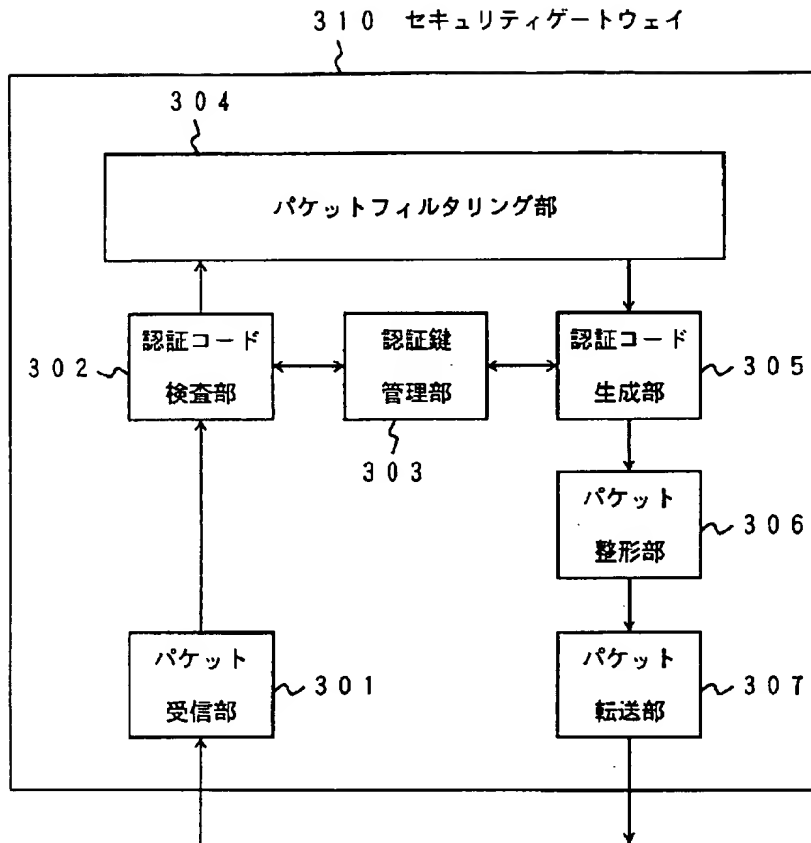 310 セキュリティゲートウェイ
304
パケットフィルタリング部
認証コード
検査部
302
認証鍵
管理部
303
認証コード
生成部
305
パケット
整形部
306
パケット
受信部
301
パケット
転送部
307